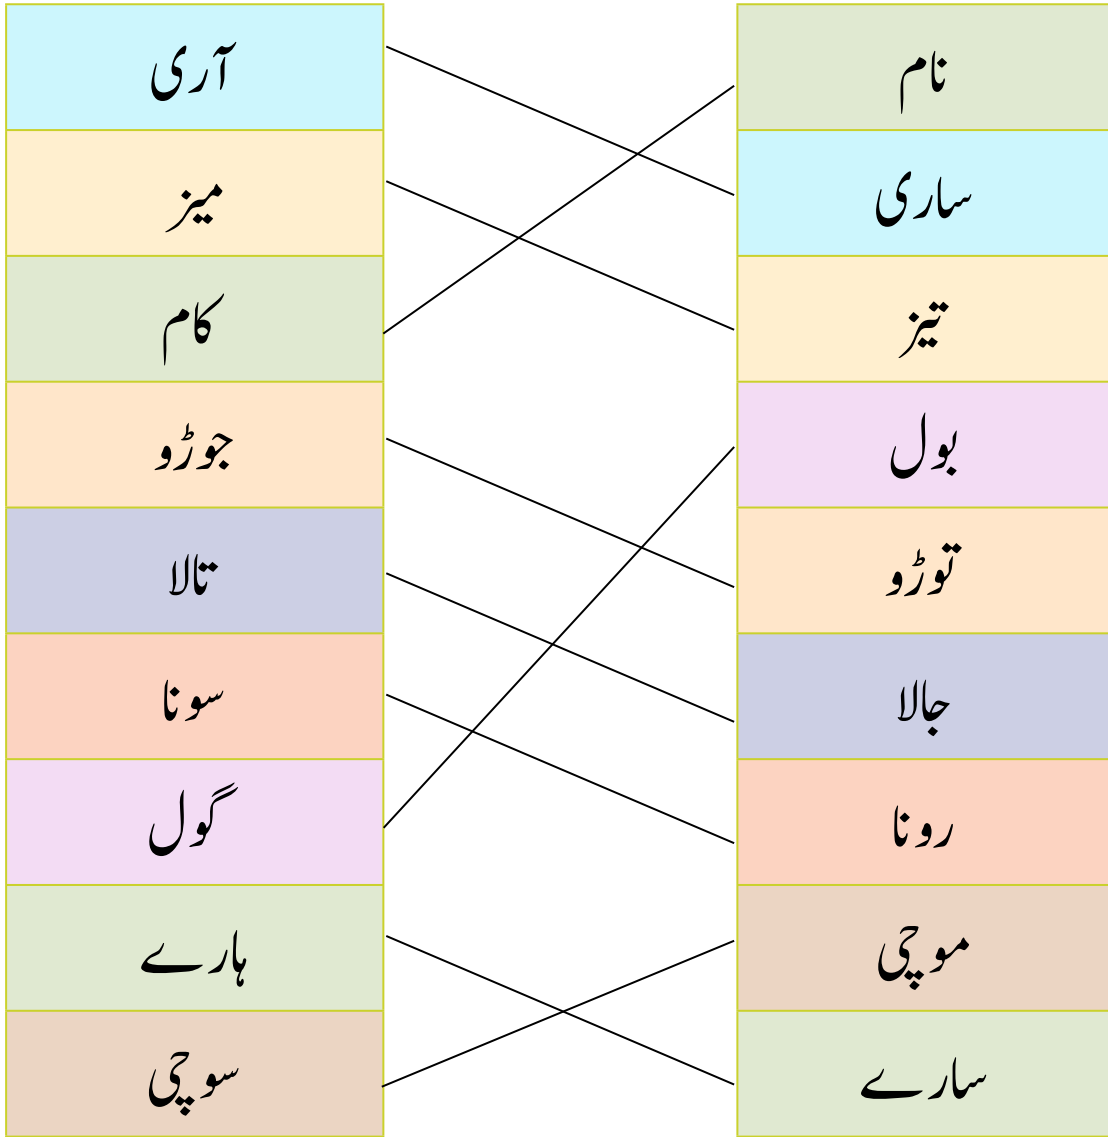 نام
آری
ساری
میز
تیز
کام
بول
جوڑو
توڑو
تالا
جالا
سونا
رونا
گول
موچی
ہارے
سارے
سوچی